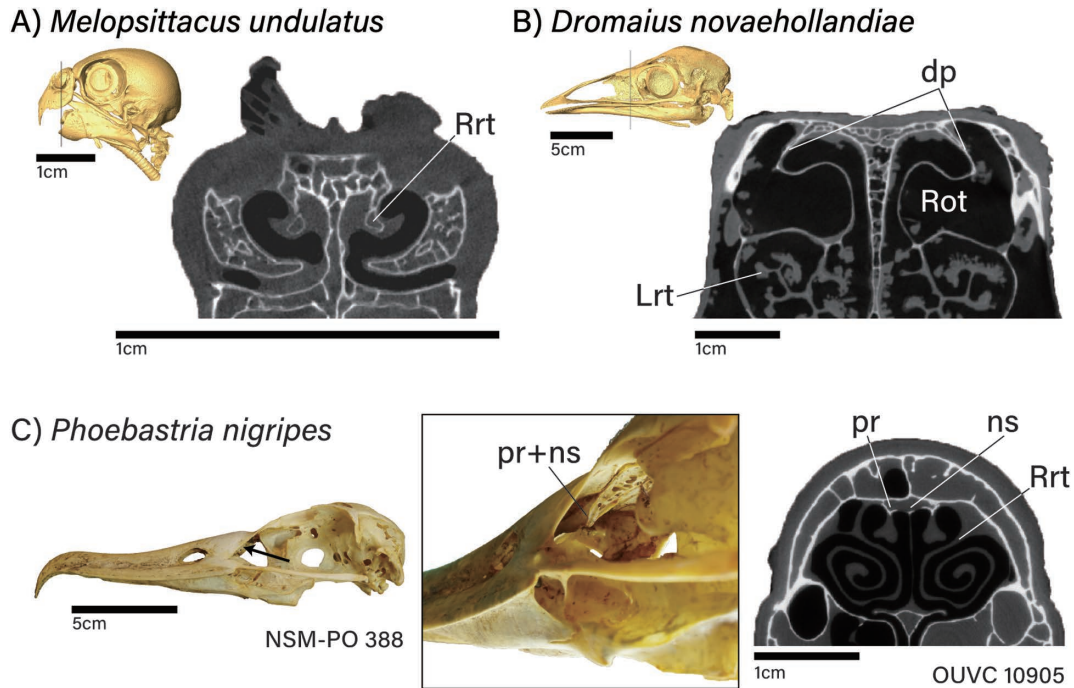 A) Melopsittacus undulatus
1cm
Rrt
1cm
B) Dromaius novaehollandiae
5cm
dp
Rot
Lrt
1cm
C) Phoebastria nigripes
5cm
NSM-PO 388
pr+ns
pr
ns
Rrt
1cm
OUVC 10905